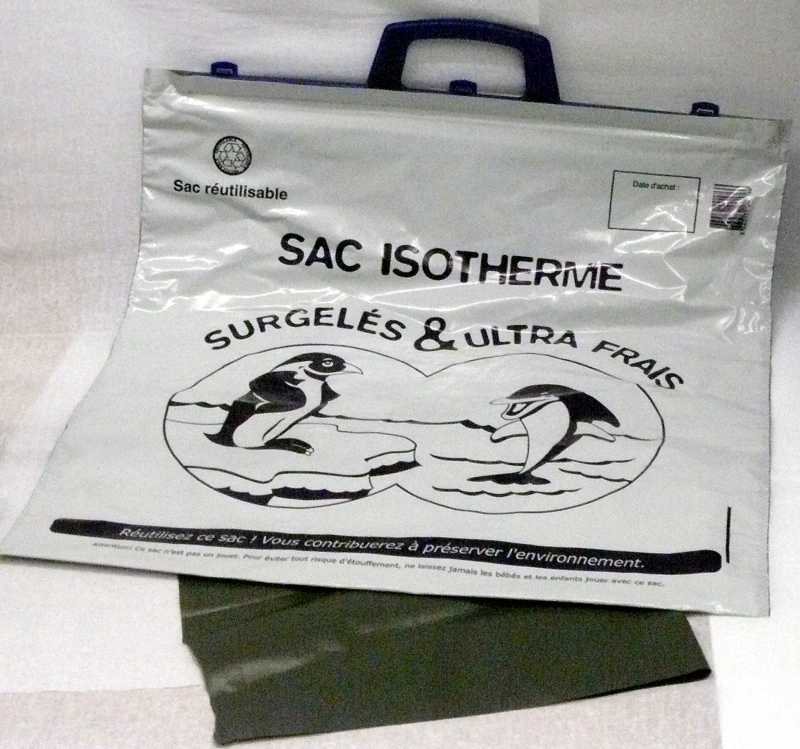 Sac réutilisable
Date d'achat :
SAC ISOTHERME
SURGELÉS & ULTRA FRAIS
Réutilisez ce sac ! Vous contribuerez à préserver l'environnement.
Attention! Ce sac n'est pas un jouet. Pour éviter tout risque d'étouffement, ne laissez jamais les bébés et les enfants jouer avec ce sac.